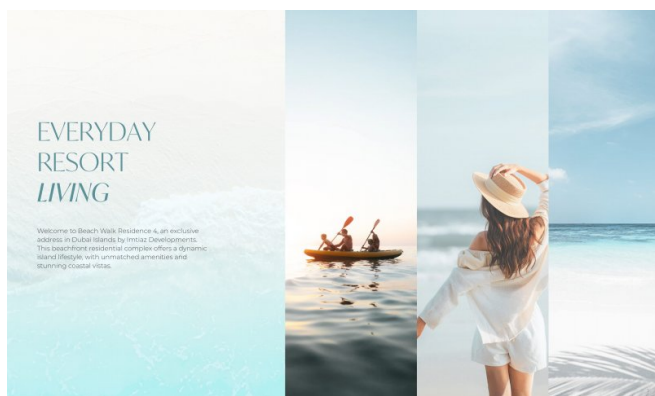 EVERYDAY
RESORT
LIVING
Welcome to Beach Walk Residence 4, an exclusive
address in Dubai Islands by Imtiaz Developments.
This beachfront residential complex offers a dynamic
island lifestyle, with unmatched amenities and
stunning coastal vistas.